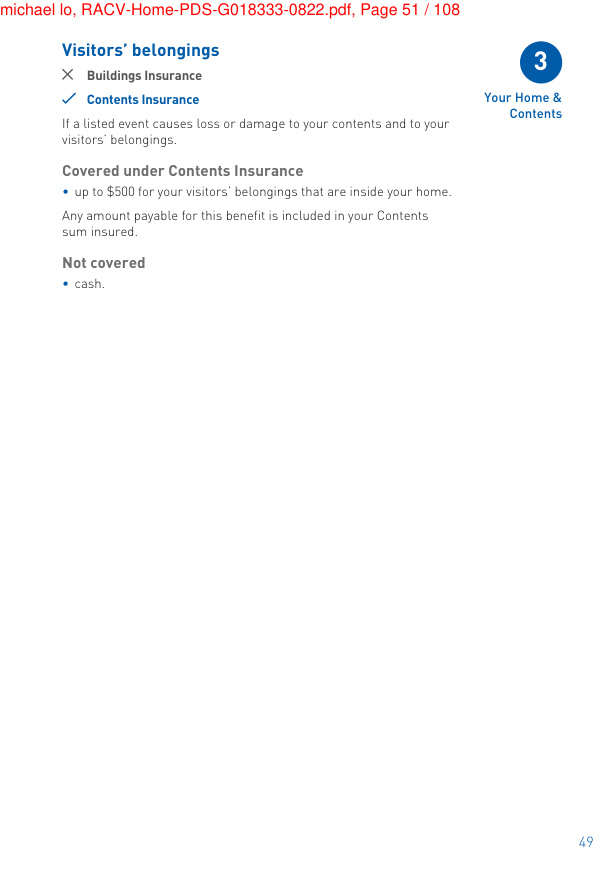 michael lo, RACV-Home-PDS-G018333-0822.pdf, Page 51 / 108
Visitors’ belongings
Buildings Insurance
Contents Insurance
If a listed event causes loss or damage to your contents and to your
visitors’ belongings.
Covered under Contents Insurance
• up to $500 for your visitors’ belongings that are inside your home.
Any amount payable for this benefit is included in your Contents
sum insured.
Not covered
• cash.
3
Your Home &
Contents
49